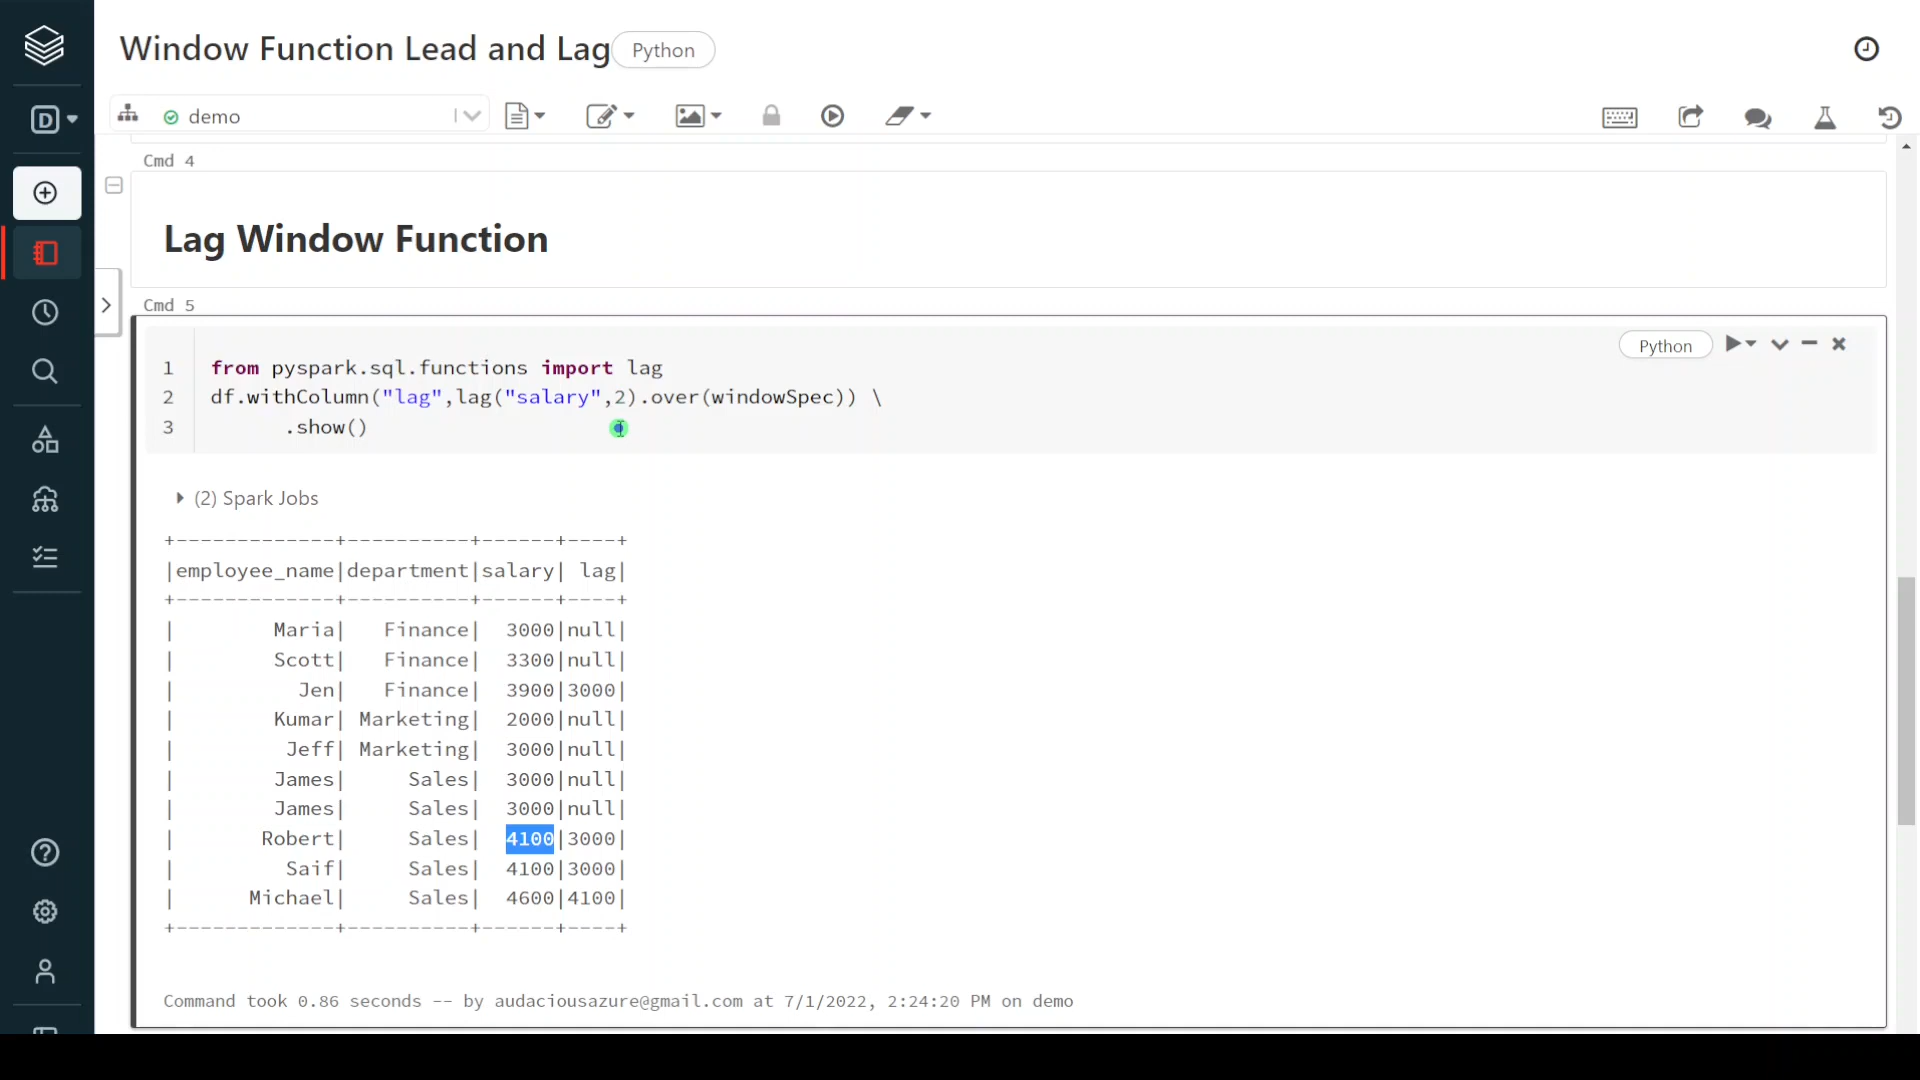 Window Function Lead and Lag Python
D
demo
Cmd 4
Lag Window Function
Cmd 5
Python
1 from pyspark.sql.functions import lag
2 df.withColumn("lag",lag("salary",2).over(windowSpec)) \
3 .show()
(2) Spark Jobs
+-------------+----------+------+----+
|employee_name|department|salary| lag|
+-------------+----------+------+----+
|        Maria|   Finance|  3000|null|
|        Scott|   Finance|  3300|null|
|          Jen|   Finance|  3900|3000|
|        Kumar| Marketing|  2000|null|
|         Jeff| Marketing|  3000|null|
|        James|     Sales|  3000|null|
|        James|     Sales|  3000|null|
|       Robert|     Sales|  4100|3000|
|         Saif|     Sales|  4100|3000|
|      Michael|     Sales|  4600|4100|
+-------------+----------+------+----+
Command took 0.86 seconds -- by audaciousazure@gmail.com at 7/1/2022, 2:24:20 PM on demo